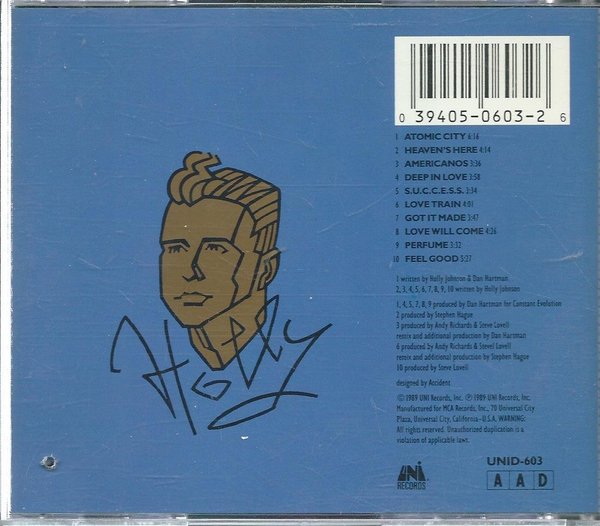 0 39405-0603-2 6
1 ATOMIC CITY 6:16
2 HEAVEN'S HERE 4:14
3 AMERICANOS 3:36
4 DEEP IN LOVE 3:58
5 S.U.C.C.E.S.S. 3:34
6 LOVE TRAIN 4:01
7 GOT IT MADE 3:47
8 LOVE WILL COME 4:26
9 PERFUME 3:32
10 FEEL GOOD 5:27
1 written by Holly Johnson & Dan Hartman
2, 3, 4, 5, 6, 7, 8, 9, 10 written by Holly Johnson
1, 4, 5, 7, 8, 9 produced by Dan Hartman for Constant Evolution
2 produced by Stephen Hague
3 produced by Andy Richards & Steve Lovell
remix and additional production by Dan Hartman
6 produced by Andy Richards & Stevel Lovell
remix and additional production by Stephen Hague
10 produced by Steve Lovell
designed by Accident
©1989 UNI Records, Inc. ℗ 1989 UNI Records, Inc.
Manufactured for MCA Records, Inc., 70 Universal City
Plaza, Universal City, California - U.S.A. WARNING:
All rights reserved. Unauthorized duplication is a
violation of applicable laws.
Holly
UNI
RECORDS
UNID-603
A A D